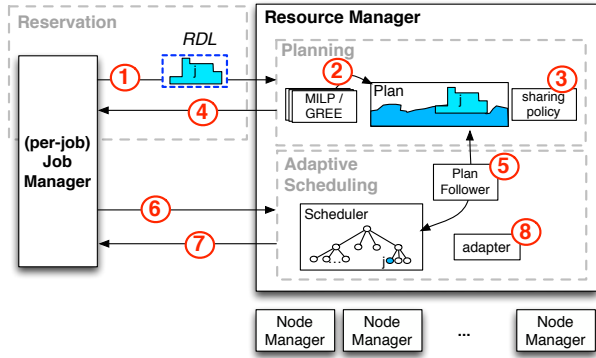 Reservation
RDL
1
4
(per-job)
Job
Manager
6
7
Resource Manager
Planning
2
3
MILP /
GREE
Plan
j
sharing
policy
Adaptive
Scheduling
5
Plan
Follower
Scheduler
...
j
8
adapter
Node
Manager
Node
Manager
...
Node
Manager